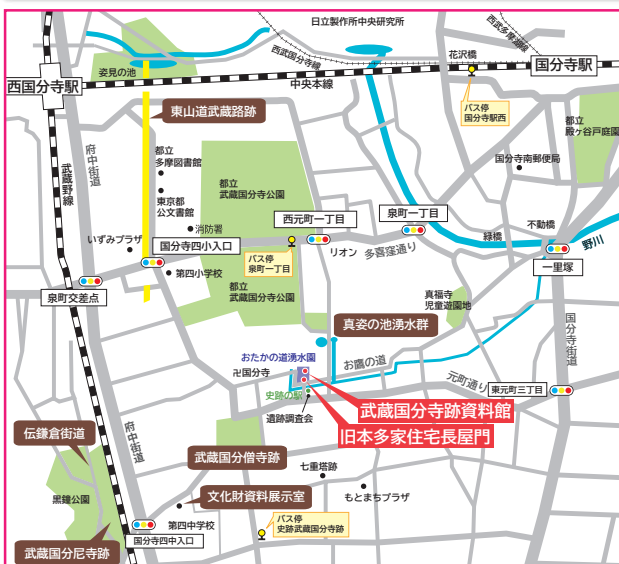 日立製作所中央研究所
西武国分寺線
西武多摩湖線
花沢橋
国分寺駅
姿見の池
西国分寺駅
中央本線
バス停
国分寺駅西
東山道武蔵路跡
都立
殿ヶ谷戸庭園
府中街道
武蔵野線
都立
多摩図書館
国分寺南郵便局
東京都
公文書館
都立
武蔵国分寺公園
消防署
西元町一丁目
泉町一丁目
不動橋
緑橋
いずみプラザ
国分寺四小入口
バス停
泉町一丁目
リオン
多喜窪通り
野川
一里塚
第四小学校
泉町交差点
都立
武蔵国分寺公園
真福寺
児童遊園地
真姿の池湧水群
国分寺街道
おたかの道湧水園
お鷹の道
卍国分寺
元町通り
史跡の駅
東元町三丁目
遺跡調査会
武蔵国分寺跡資料館
旧本多家住宅長屋門
伝鎌倉街道
府中街道
武蔵国分僧寺跡
七重塔跡
黒鐘公園
文化財資料展示室
もとまちプラザ
第四中学校
バス停
史跡武蔵国分寺跡
国分寺四中入口
武蔵国分尼寺跡